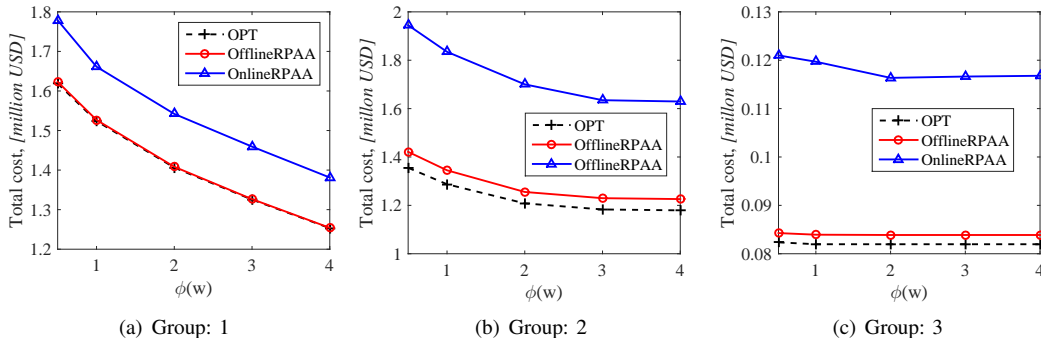 Total cost, [million USD]
1.8
1.7
1.6
1.5
1.4
1.3
1.2
1 2 3 4
ϕ(w)
OPT
OfflineRPAA
OnlineRPAA
(a) Group: 1
Total cost, [millon USD]
2
1.8
1.6
1.4
1.2
1
1 2 3 4
ϕ(w)
OPT
OfflineRPAA
OfflineRPAA
(b) Group: 2
Total cost, [millon USD]
0.13
0.12
0.11
0.1
0.09
0.08
1 2 3 4
ϕ(w)
OPT
OfflineRPAA
OnlineRPAA
(c) Group: 3